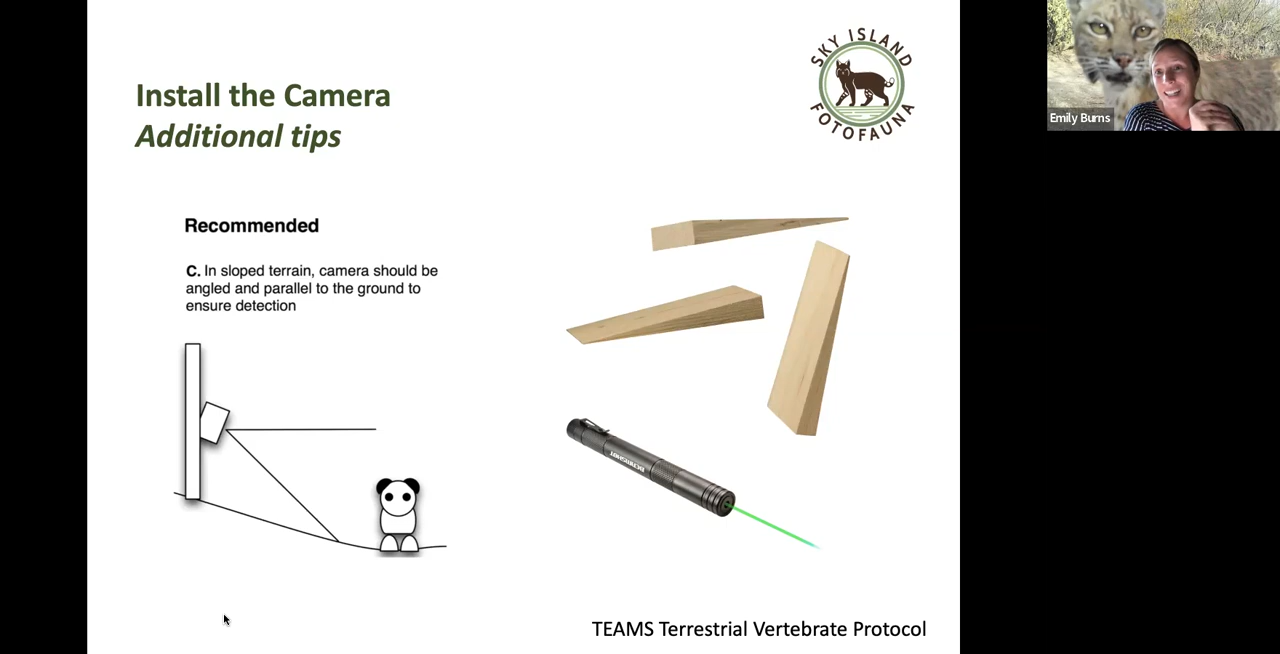 Install the Camera
Additional tips
SKY ISLAND
FOTOFAUNA
Emily Burns
Recommended
C. In sloped terrain, camera should be
angled and parallel to the ground to
ensure detection
TEAMS Terrestrial Vertebrate Protocol